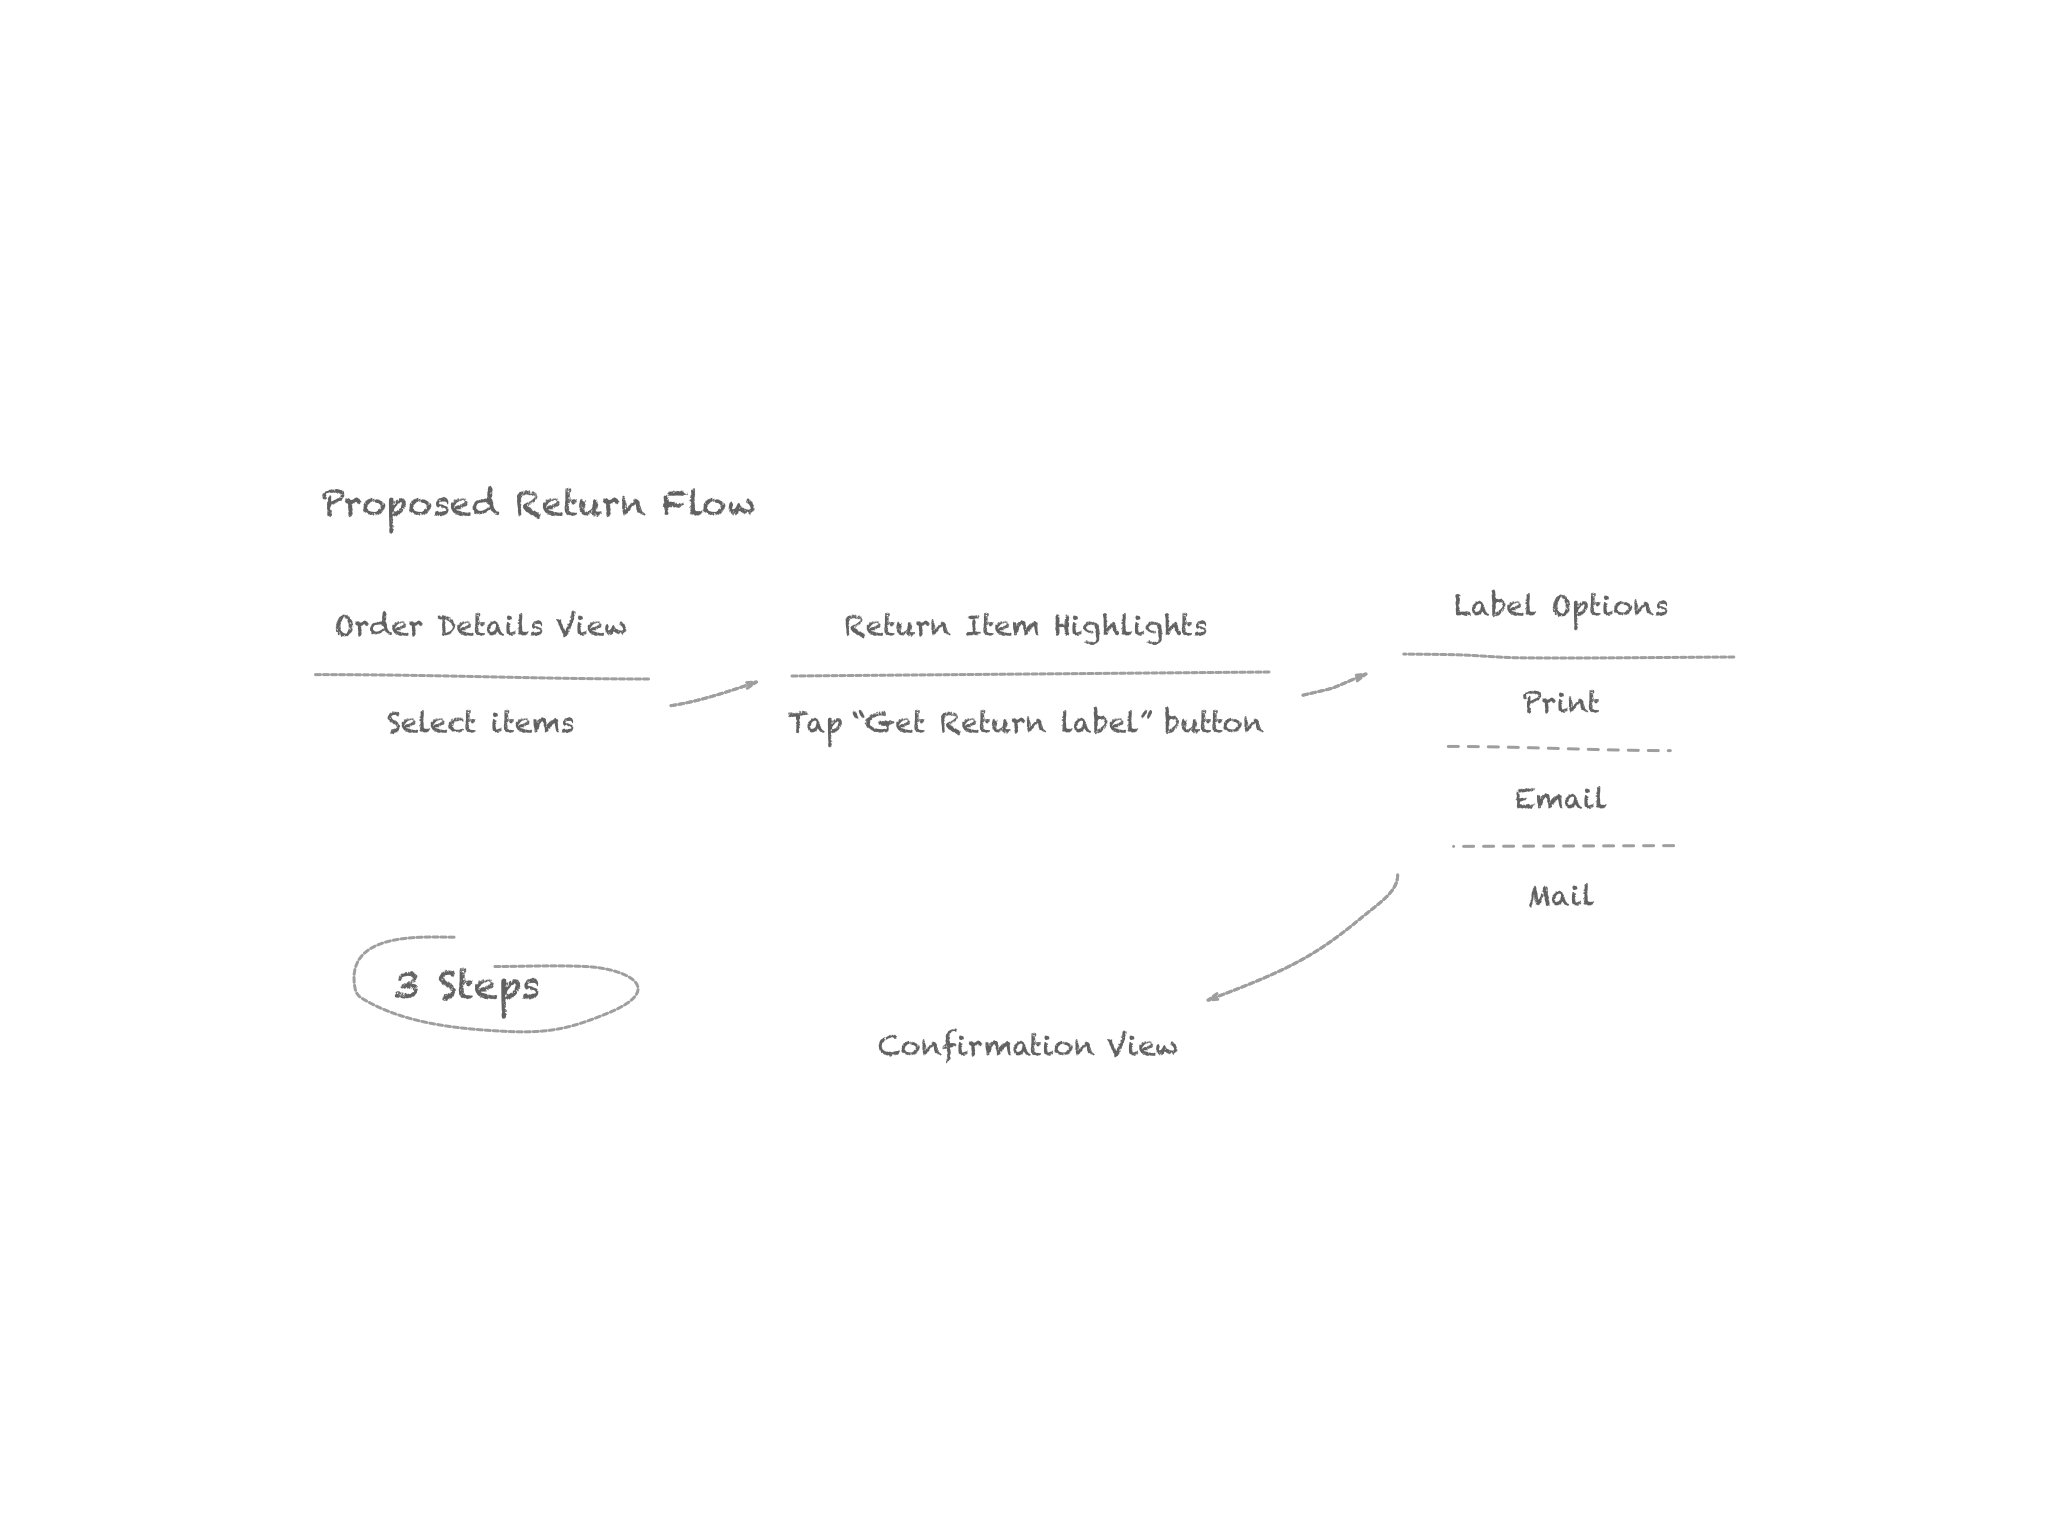 Proposed Return Flow
Order Details View
Select items
Return Item Highlights
Tap “Get Return label” button
Label Options
Print
Email
Mail
3 Steps
Confirmation View